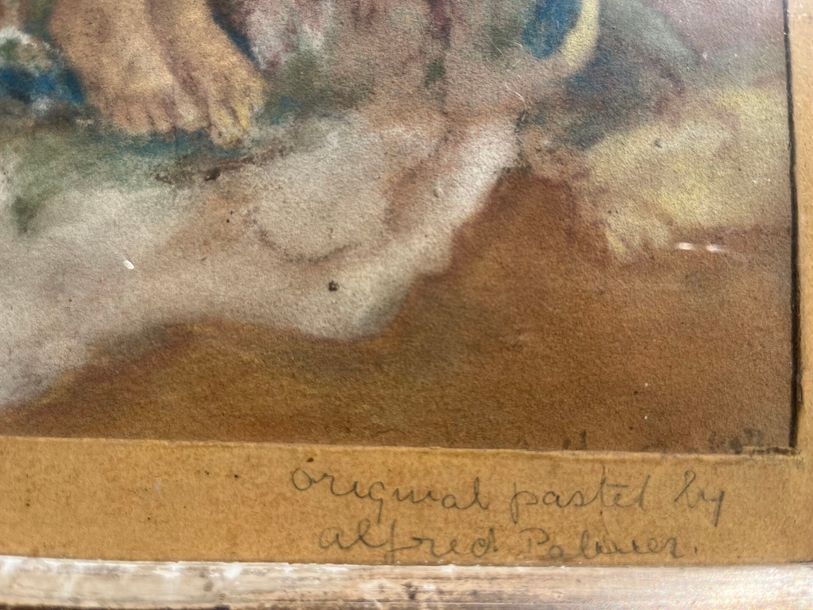 original pastel by
alfred Palmer.